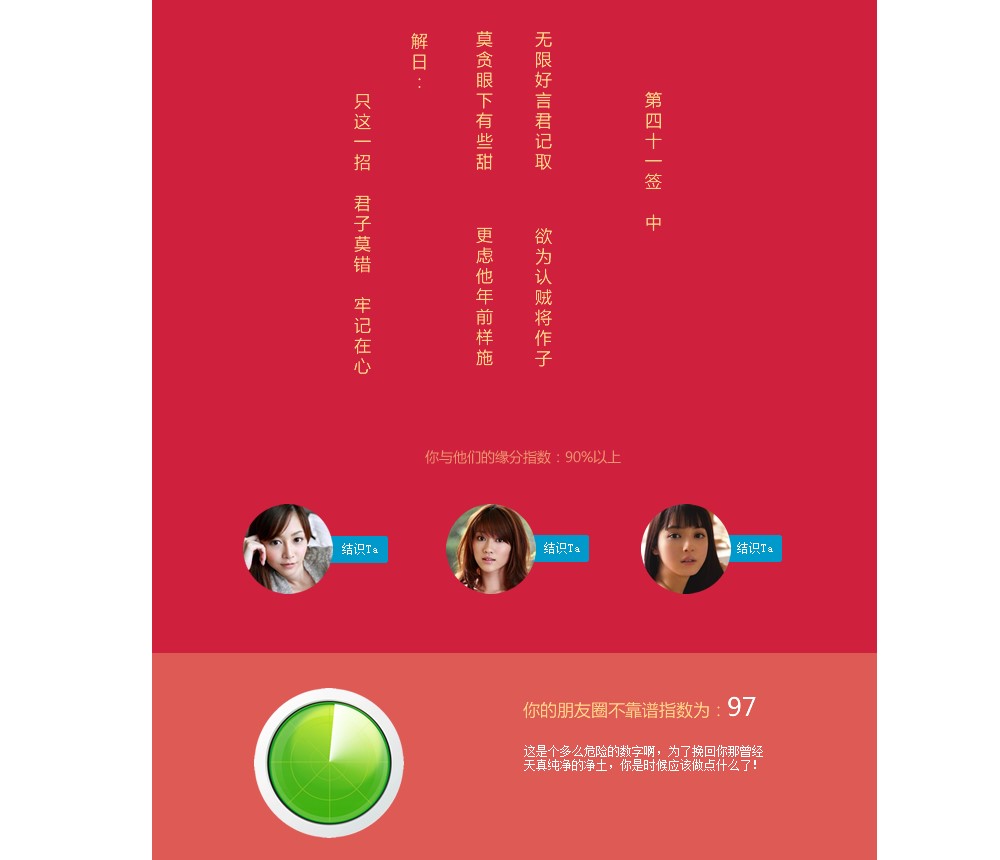 第四十一签 中
无限好言君记取 欲为认贼将作子
莫贪眼下有些甜 更虑他年前样施
解日：
只这一招 君子莫错 牢记在心
你与他们的缘分指数：90%以上
结识Ta
结识Ta
结识Ta
你的朋友圈不靠谱指数为：97
这是个多么危险的数字啊，为了挽回你那曾经
天真纯净的净土，你是时候应该做点什么了！